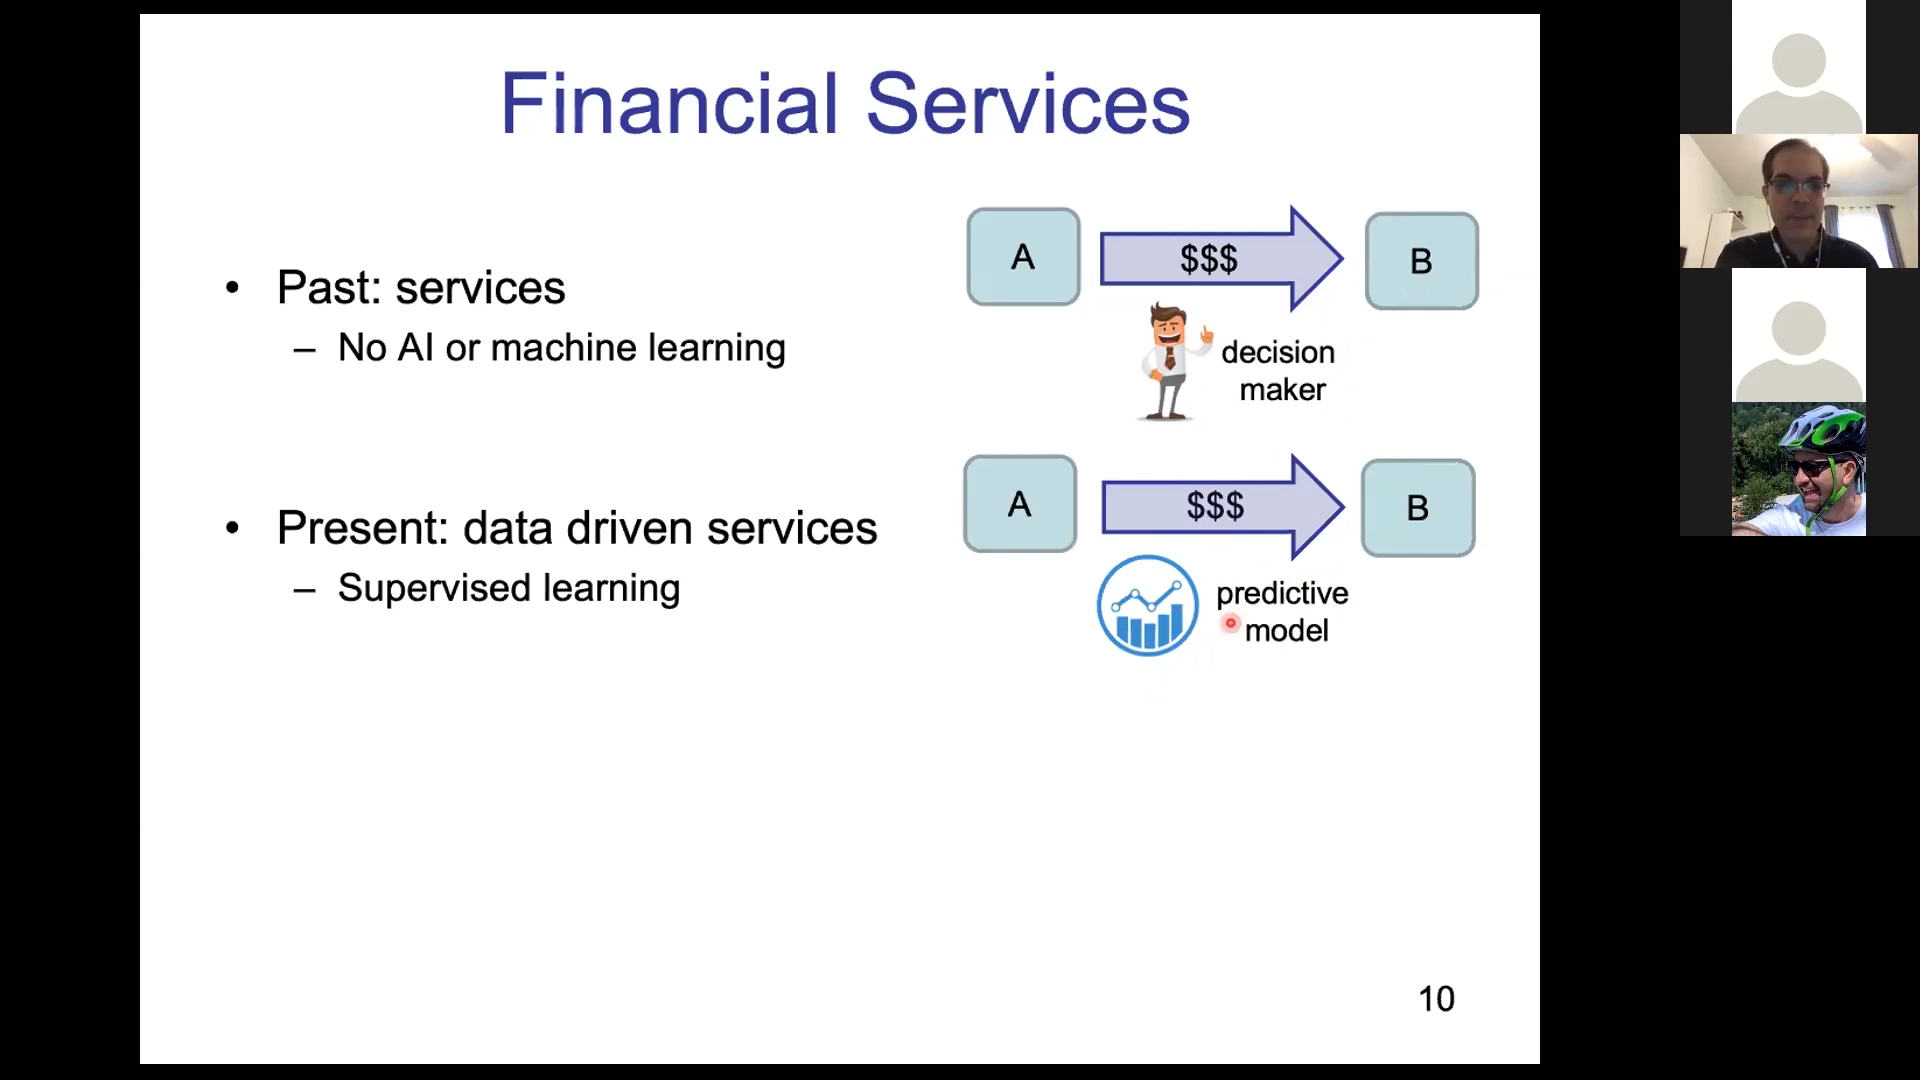 Financial Services
• Past: services
– No AI or machine learning
A
$$$
B
decision
maker
• Present: data driven services
– Supervised learning
A
$$$
B
predictive
model
10